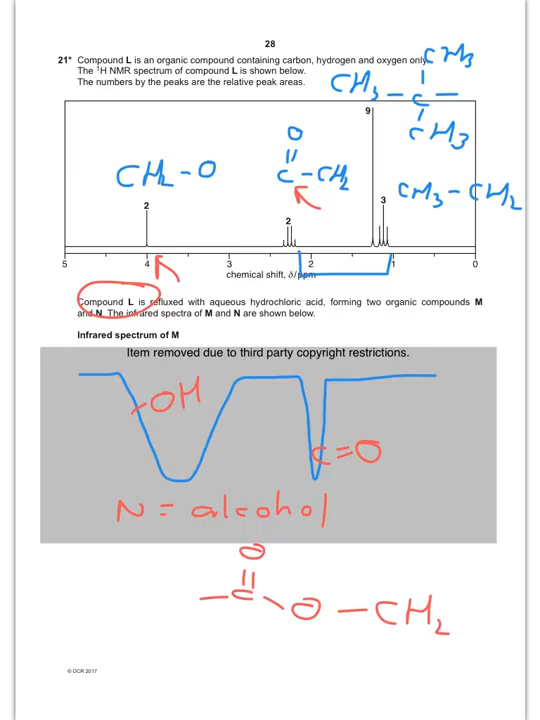 28
21* Compound L is an organic compound containing carbon, hydrogen and oxygen only.
The ¹H NMR spectrum of compound L is shown below.
The numbers by the peaks are the relative peak areas.
CH3
CH3 – C –
CH3
9
O
||
C – CH2
CH2 – O
CH3 – CH2
2
2
3
5 4 3 2 1 0
chemical shift, δ/ppm
Compound L is refluxed with aqueous hydrochloric acid, forming two organic compounds M
and N. The infrared spectra of M and N are shown below.
Infrared spectrum of M
Item removed due to third party copyright restrictions.
-OH
C=O
N = alcohol
O
||
– C – O – CH2
© OCR 2017